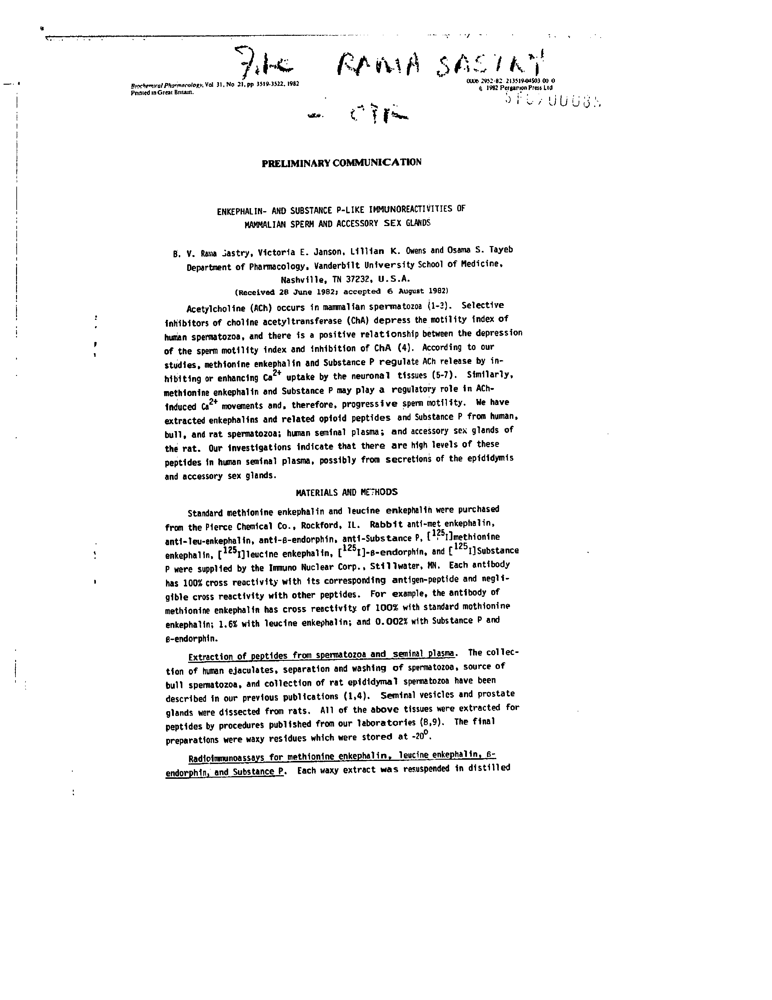 File RAMA SASTRY
Biochemical Pharmacology, Vol 31, No 21, pp 3519-3522, 1982
Printed in Great Britain.
0006 2952/82 213519-04$03 00 0
© 1982 Pergamon Press Ltd
- CTR
PRELIMINARY COMMUNICATION
ENKEPHALIN- AND SUBSTANCE P-LIKE IMMUNOREACTIVITIES OF
MAMMALIAN SPERM AND ACCESSORY SEX GLANDS
B. V. Rama Sastry, Victoria E. Janson, Lillian K. Owens and Osama S. Tayeb
Department of Pharmacology, Vanderbilt University School of Medicine,
Nashville, TN 37232, U.S.A.
(Received 28 June 1982; accepted 6 August 1982)
Acetylcholine (ACh) occurs in mammalian spermatozoa (1-3). Selective
inhibitors of choline acetyltransferase (ChA) depress the motility index of
human spermatozoa, and there is a positive relationship between the depression
of the sperm motility index and inhibition of ChA (4). According to our
studies, methionine enkephalin and Substance P regulate ACh release by in-
hibiting or enhancing Ca2+ uptake by the neuronal tissues (5-7). Similarly,
methionine enkephalin and Substance P may play a regulatory role in ACh-
induced Ca2+ movements and, therefore, progressive sperm motility. We have
extracted enkephalins and related opioid peptides and Substance P from human,
bull, and rat spermatozoa; human seminal plasma; and accessory sex glands of
the rat. Our investigations indicate that there are high levels of these
peptides in human seminal plasma, possibly from secretions of the epididymis
and accessory sex glands.
MATERIALS AND METHODS
Standard methionine enkephalin and leucine enkephalin were purchased
from the Pierce Chemical Co., Rockford, IL. Rabbit anti-met enkephalin,
anti-leu-enkephalin, anti-β-endorphin, anti-Substance P, [125I]methionine
enkephalin, [125I]leucine enkephalin, [125I]-β-endorphin, and [125I]Substance
P were supplied by the Immuno Nuclear Corp., Stillwater, MN. Each antibody
has 100% cross reactivity with its corresponding antigen-peptide and negli-
gible cross reactivity with other peptides. For example, the antibody of
methionine enkephalin has cross reactivity of 100% with standard mothionine
enkephalin; 1.6% with leucine enkephalin; and 0.002% with Substance P and
β-endorphin.
Extraction of peptides from spermatozoa and seminal plasma. The collec-
tion of human ejaculates, separation and washing of spermatozoa, source of
bull spermatozoa, and collection of rat epididymal spermatozoa have been
described in our previous publications (1,4). Seminal vesicles and prostate
glands were dissected from rats. All of the above tissues were extracted for
peptides by procedures published from our laboratories (8,9). The final
preparations were waxy residues which were stored at -20°.
Radioimmunoassays for methionine enkephalin, leucine enkephalin, β-
endorphin, and Substance P. Each waxy extract was resuspended in distilled